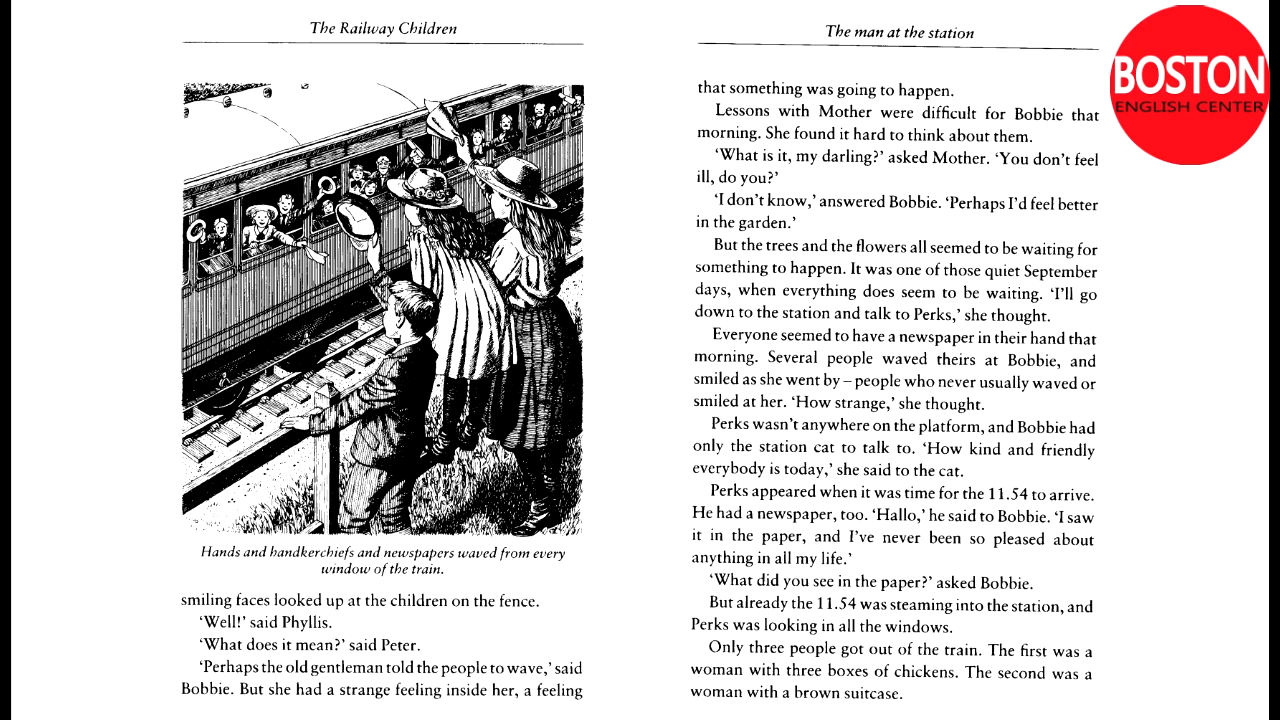 The Railway Children
Hands and handkerchiefs and newspapers waved from every
window of the train.
smiling faces looked up at the children on the fence.
‘Well!’ said Phyllis.
‘What does it mean?’ said Peter.
‘Perhaps the old gentleman told the people to wave,’ said
Bobbie. But she had a strange feeling inside her, a feeling
The man at the station
that something was going to happen.
Lessons with Mother were difficult for Bobbie that
morning. She found it hard to think about them.
‘What is it, my darling?’ asked Mother. ‘You don’t feel
ill, do you?’
‘I don’t know,’ answered Bobbie. ‘Perhaps I’d feel better
in the garden.’
But the trees and the flowers all seemed to be waiting for
something to happen. It was one of those quiet September
days, when everything does seem to be waiting. ‘I’ll go
down to the station and talk to Perks,’ she thought.
Everyone seemed to have a newspaper in their hand that
morning. Several people waved theirs at Bobbie, and
smiled as she went by – people who never usually waved or
smiled at her. ‘How strange,’ she thought.
Perks wasn’t anywhere on the platform, and Bobbie had
only the station cat to talk to. ‘How kind and friendly
everybody is today,’ she said to the cat.
Perks appeared when it was time for the 11.54 to arrive.
He had a newspaper, too. ‘Hallo,’ he said to Bobbie. ‘I saw
it in the paper, and I’ve never been so pleased about
anything in all my life.’
‘What did you see in the paper?’ asked Bobbie.
But already the 11.54 was steaming into the station, and
Perks was looking in all the windows.
Only three people got out of the train. The first was a
woman with three boxes of chickens. The second was a
woman with a brown suitcase.
BOSTON
ENGLISH CENTER